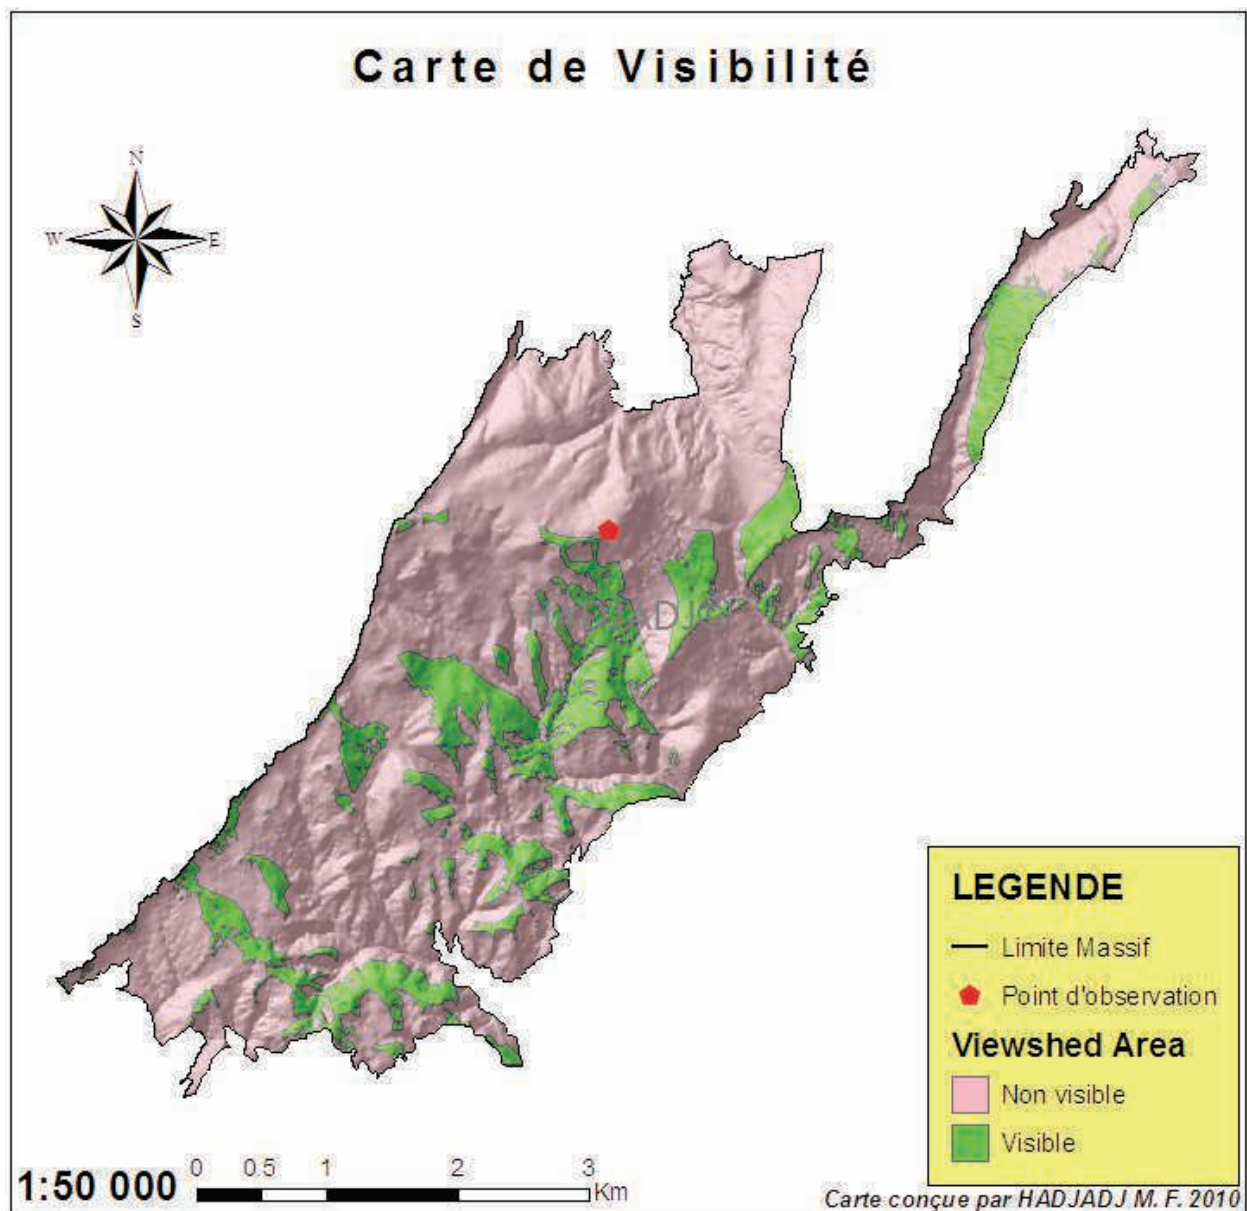 Carte de Visibilité
N
W E
S
HADJADJ
LEGENDE
Limite Massif
Point d'observation
Viewshed Area
Non visible
Visible
1:50 000
0 0.5 1 2 3
Km
Carte conçue par HADJADJ M. F. 2010